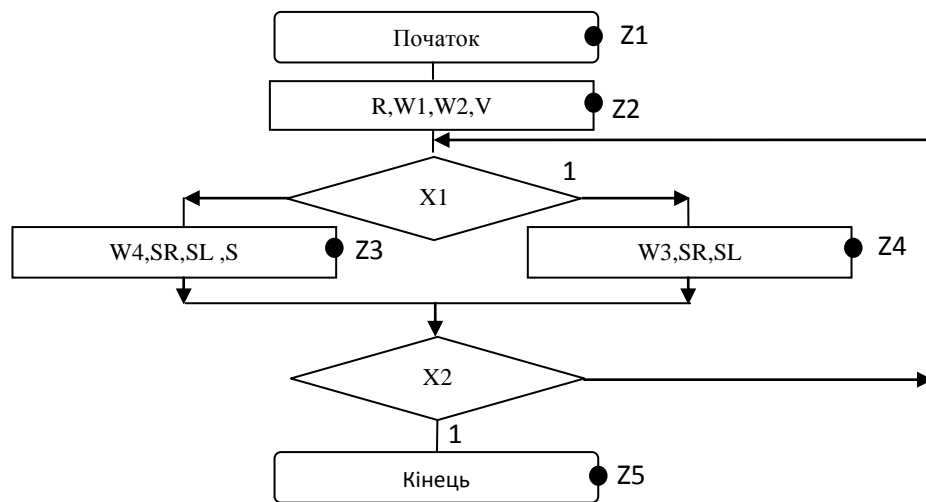 Початок
Z1
R,W1,W2,V
Z2
1
X1
W4,SR,SL ,S
Z3
W3,SR,SL
Z4
X2
1
Кінець
Z5